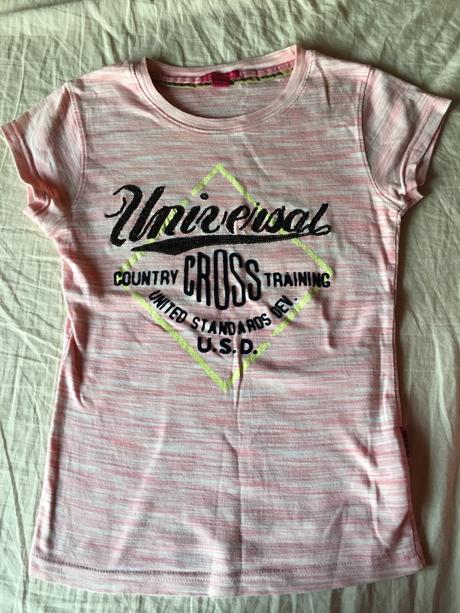 Universal
COUNTRY CROSS TRAINING
UNITED STANDARDS DEV.
U.S.D.